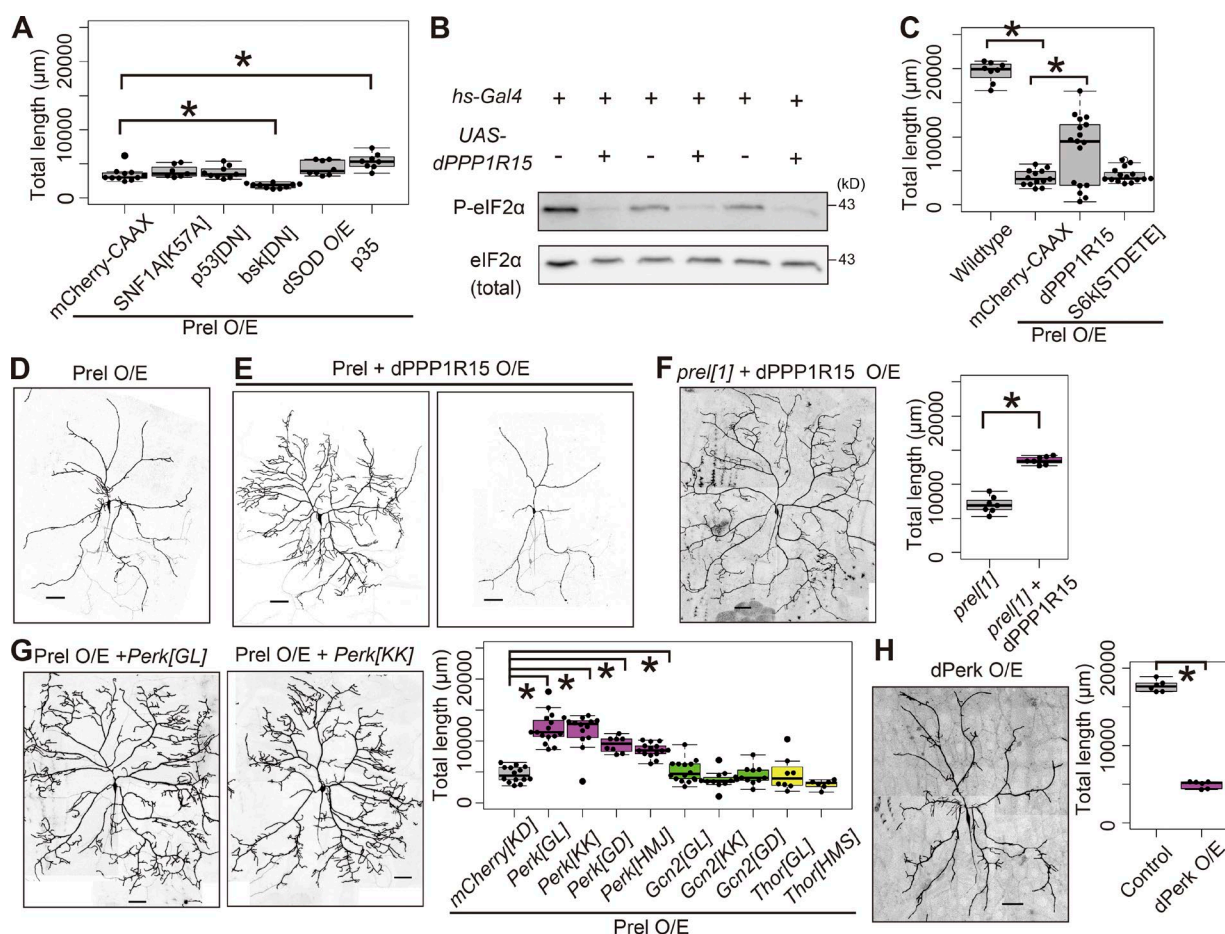 A
Total length (μm)
0
10000
20000
*
*
mCherry-CAAX
SNF1A[K57A]
p53[DN]
bsk[DN]
dSOD O/E
p35
Prel O/E
B
hs-Gal4
+ + + + + +
UAS-
dPPP1R15
- + - + - +
(kD)
P-eIF2α
43
eIF2α
(total)
43
C
Total length (μm)
0
10000
20000
*
*
Wildtype
mCherry-CAAX
dPPP1R15
S6k[STDETE]
Prel O/E
D
Prel O/E
E
Prel + dPPP1R15 O/E
F
prel[1] + dPPP1R15 O/E
Total length (μm)
0
10000
20000
*
prel[1]
prel[1] +
dPPP1R15
G
Prel O/E +Perk[GL]
Prel O/E + Perk[KK]
Total length (μm)
0
10000
20000
* * * *
mCherry[KD]
Perk[GL]
Perk[KK]
Perk[GD]
Perk[HMJ]
Gcn2[GL]
Gcn2[KK]
Gcn2[GD]
Thor[GL]
Thor[HMS]
Prel O/E
H
dPerk O/E
Total length (μm)
0
10000
20000
*
Control
dPerk O/E